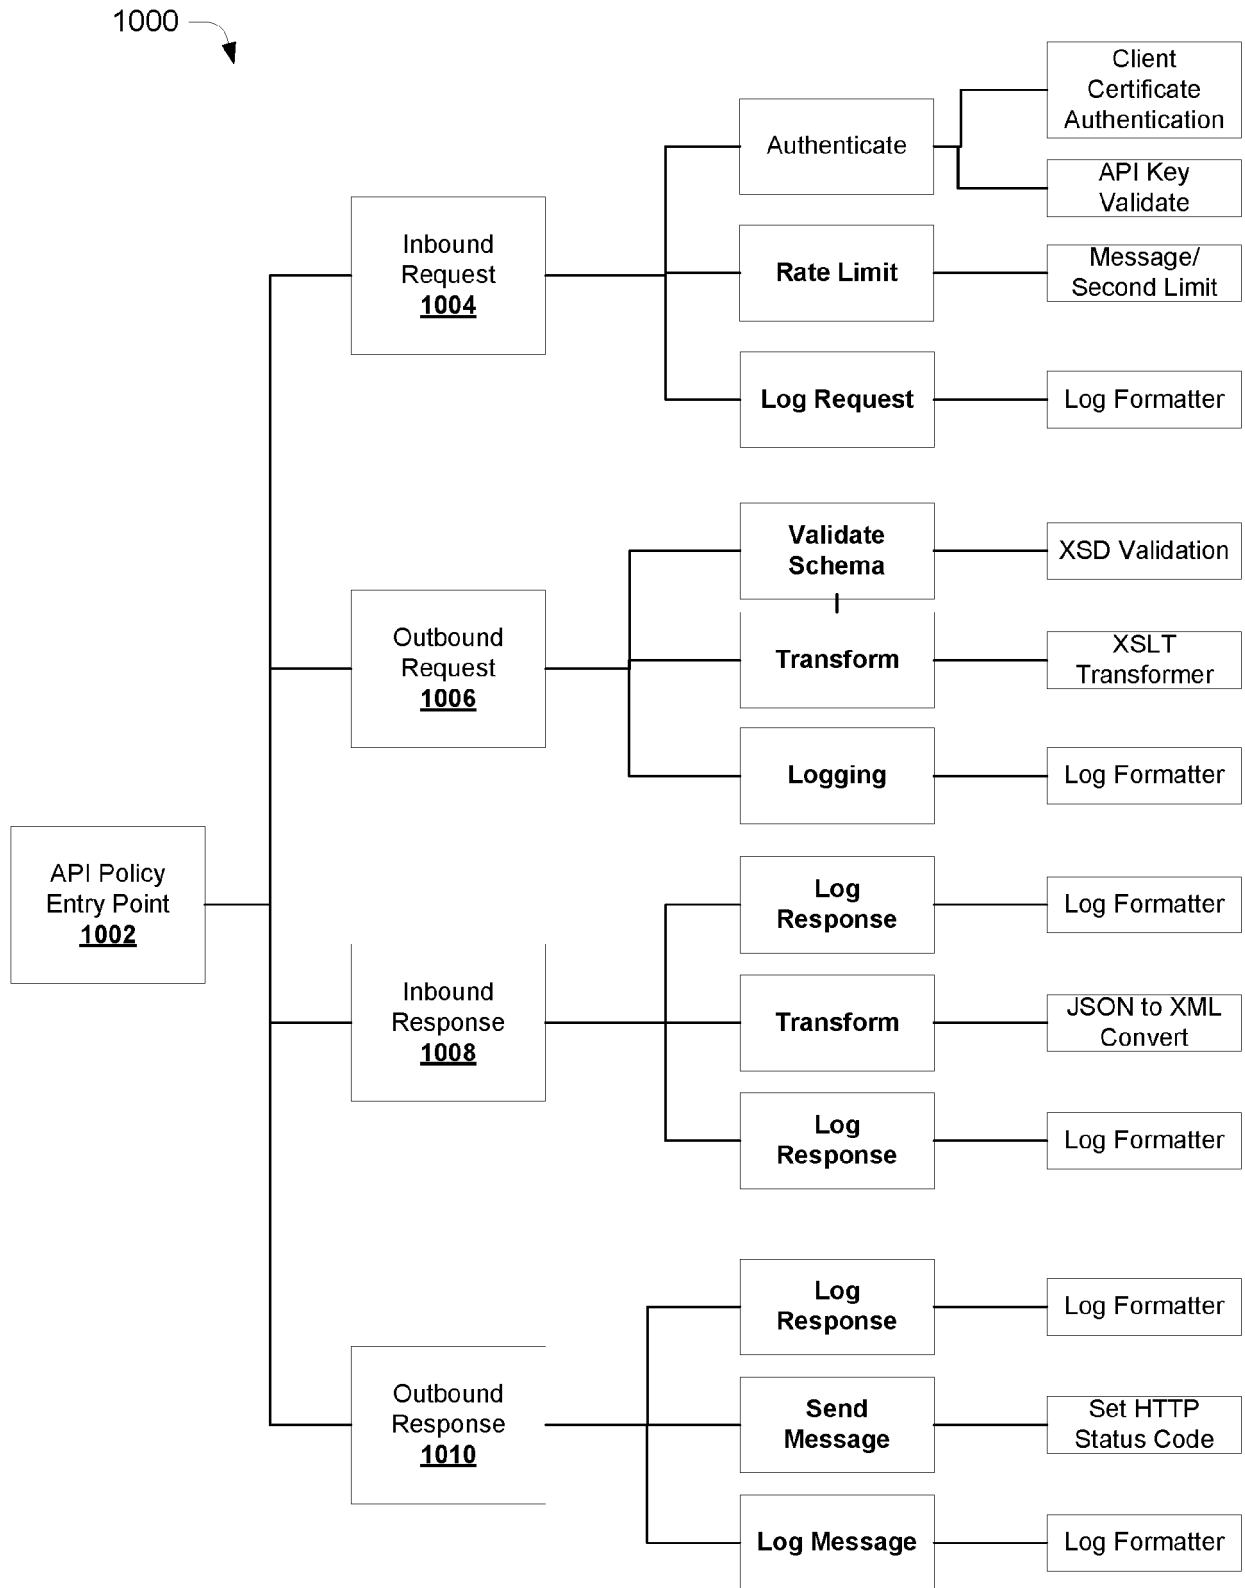 1000
Client
Certificate
Authentication
Authenticate
API Key
Validate
Inbound
Request
1004
Rate Limit
Message/
Second Limit
Log Request
Log Formatter
Validate
Schema
XSD Validation
Outbound
Request
1006
Transform
XSLT
Transformer
Logging
Log Formatter
API Policy
Entry Point
1002
Log
Response
Log Formatter
Inbound
Response
1008
Transform
JSON to XML
Convert
Log
Response
Log Formatter
Log
Response
Log Formatter
Outbound
Response
1010
Send
Message
Set HTTP
Status Code
Log Message
Log Formatter